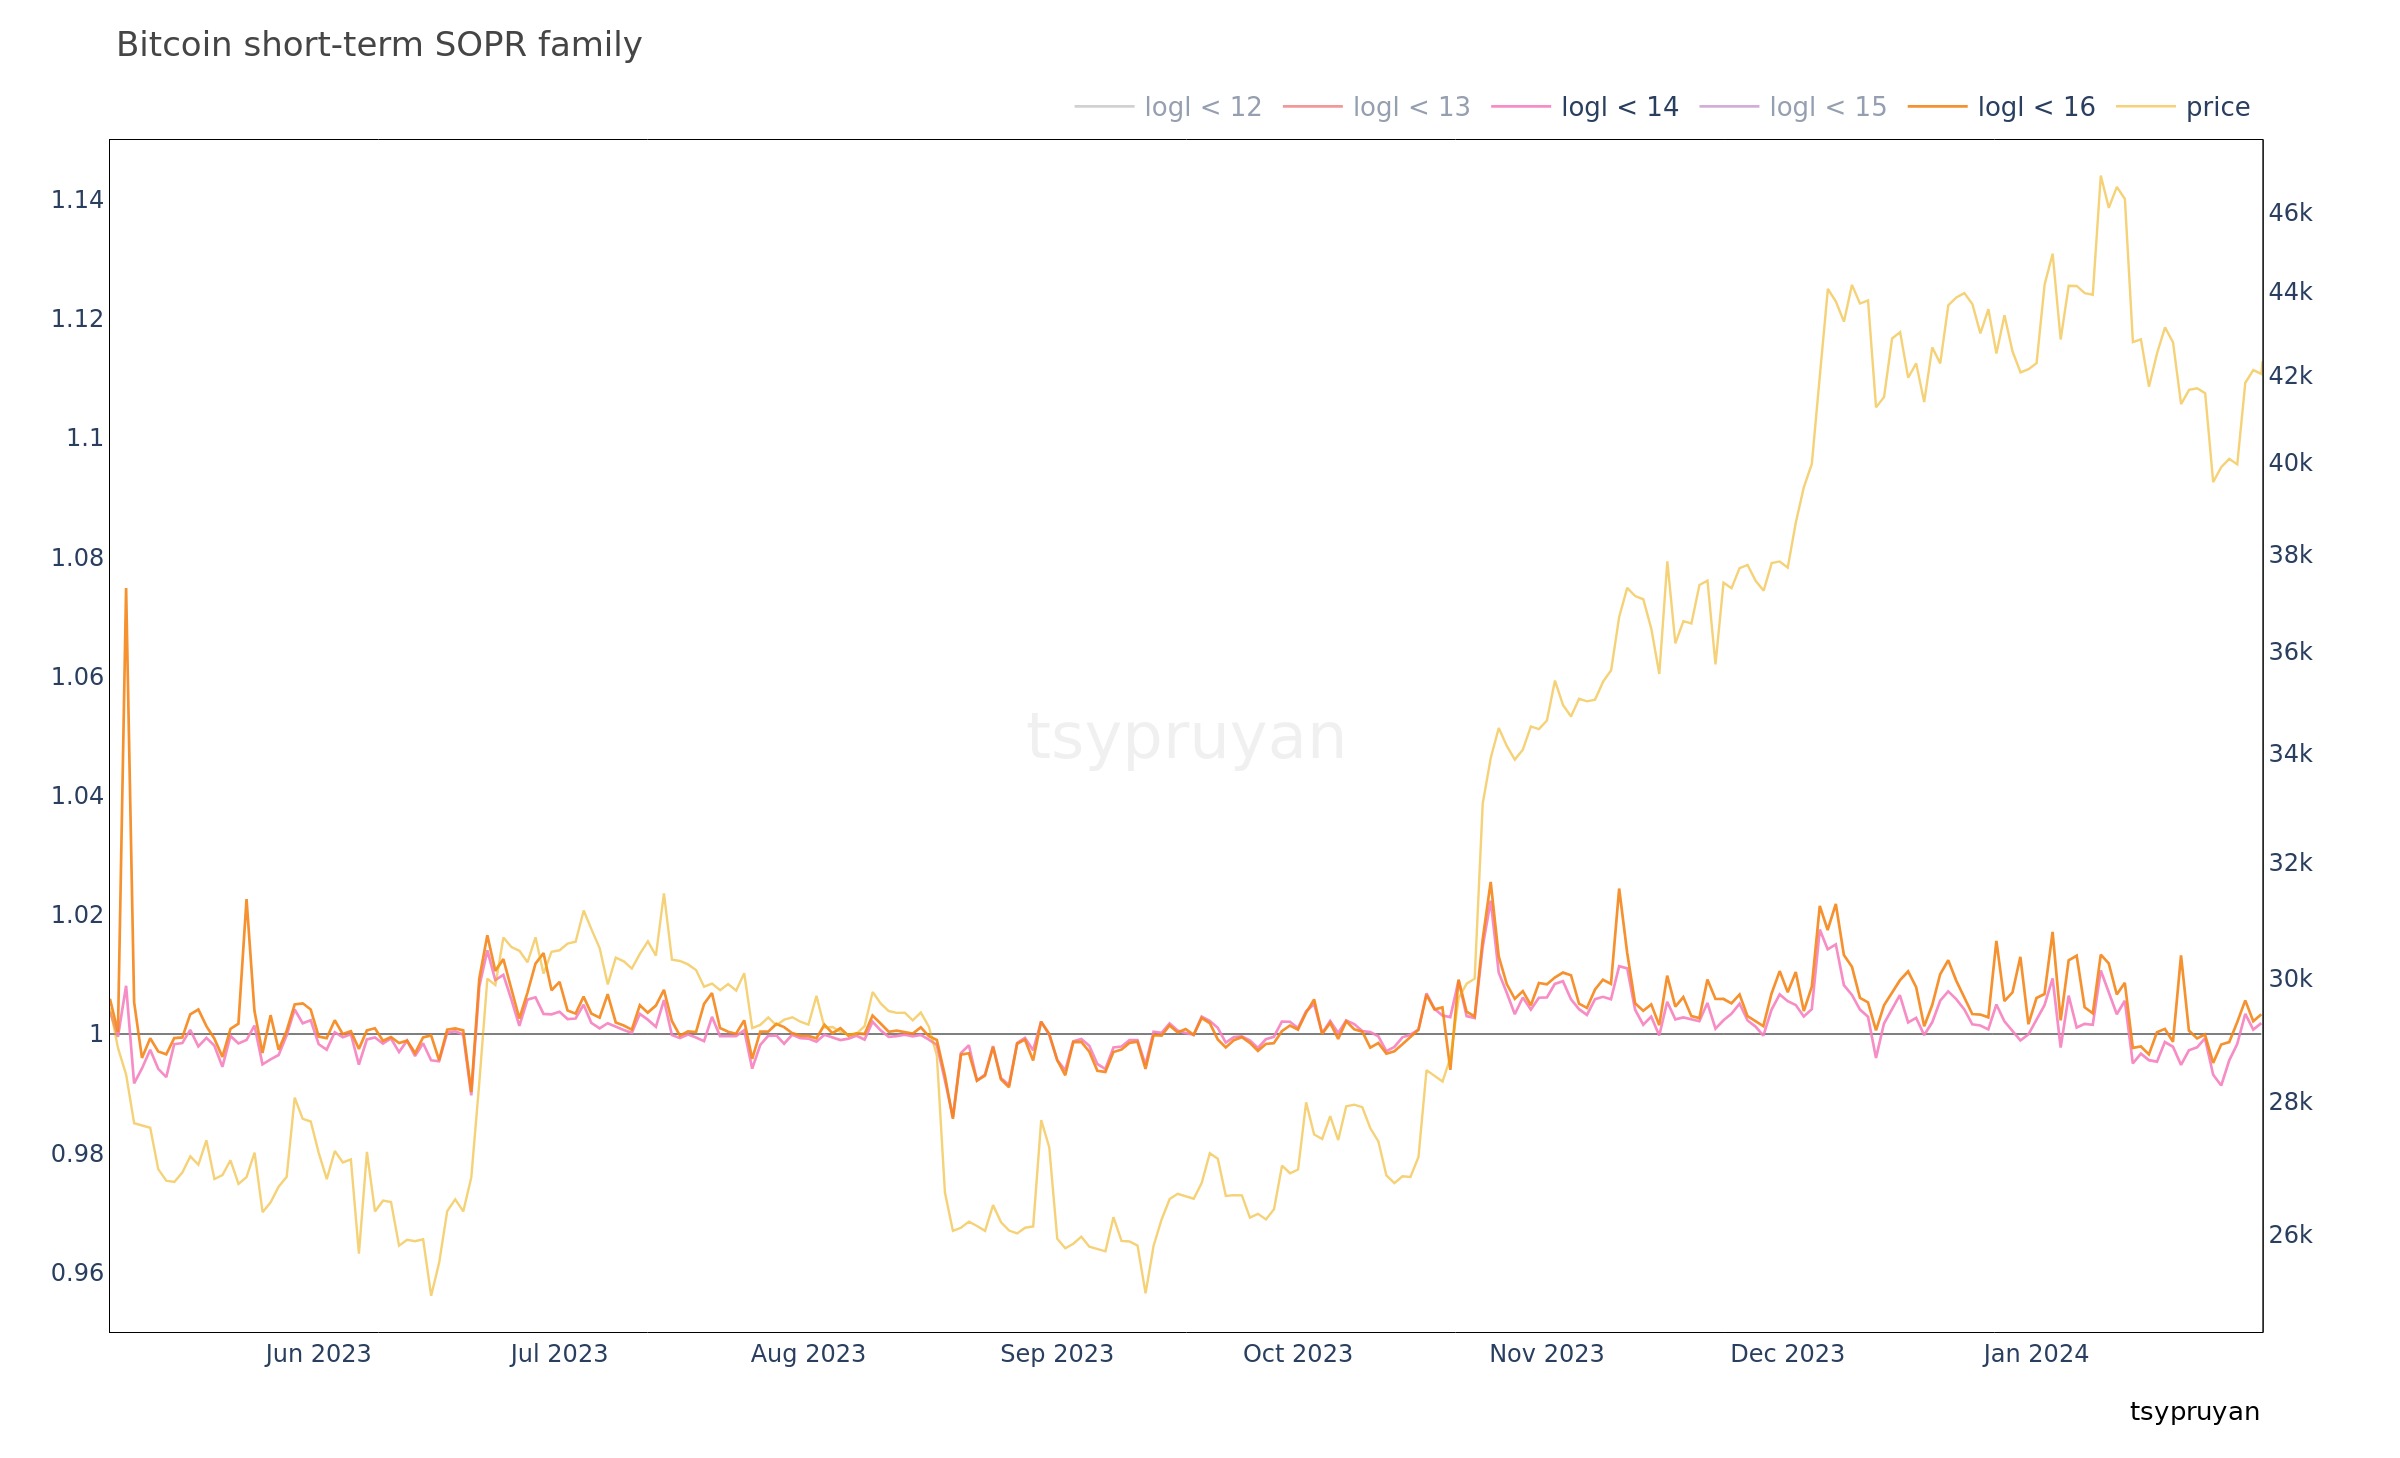 Bitcoin short-term SOPR family
logl < 12 logl < 13 logl < 14 logl < 15 logl < 16 price
1.14
1.12
1.1
1.08
1.06
1.04
1.02
1
0.98
0.96
46k
44k
42k
40k
38k
36k
34k
32k
30k
28k
26k
tsypruyan
Jun 2023 Jul 2023 Aug 2023 Sep 2023 Oct 2023 Nov 2023 Dec 2023 Jan 2024
tsypruyan